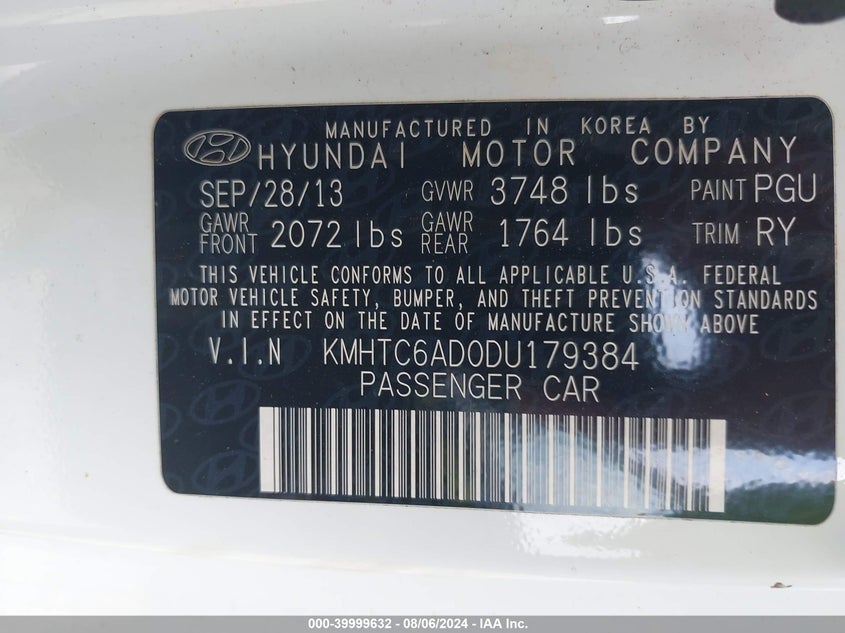 MANUFACTURED IN KOREA BY
HYUNDAI MOTOR COMPANY
SEP/28/13 GVWR 3748 lbs PAINT PGU
GAWR FRONT 2072 lbs GAWR REAR 1764 lbs TRIM RY
THIS VEHICLE CONFORMS TO ALL APPLICABLE U.S.A. FEDERAL
MOTOR VEHICLE SAFETY, BUMPER, AND THEFT PREVENTION STANDARDS
IN EFFECT ON THE DATE OF MANUFACTURE SHOWN ABOVE
V.I.N KMHTC6AD0DU179384
PASSENGER CAR
000-39999632 - 08/06/2024 - IAA Inc.